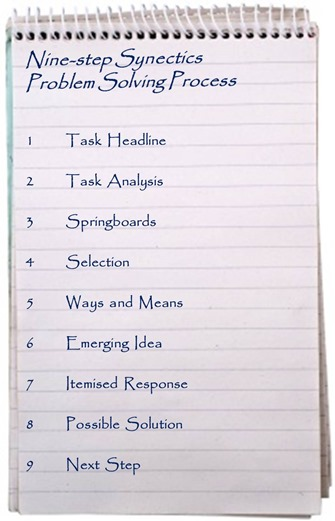 Nine-step Synectics
Problem Solving Process
1 Task Headline
2 Task Analysis
3 Springboards
4 Selection
5 Ways and Means
6 Emerging Idea
7 Itemised Response
8 Possible Solution
9 Next Step